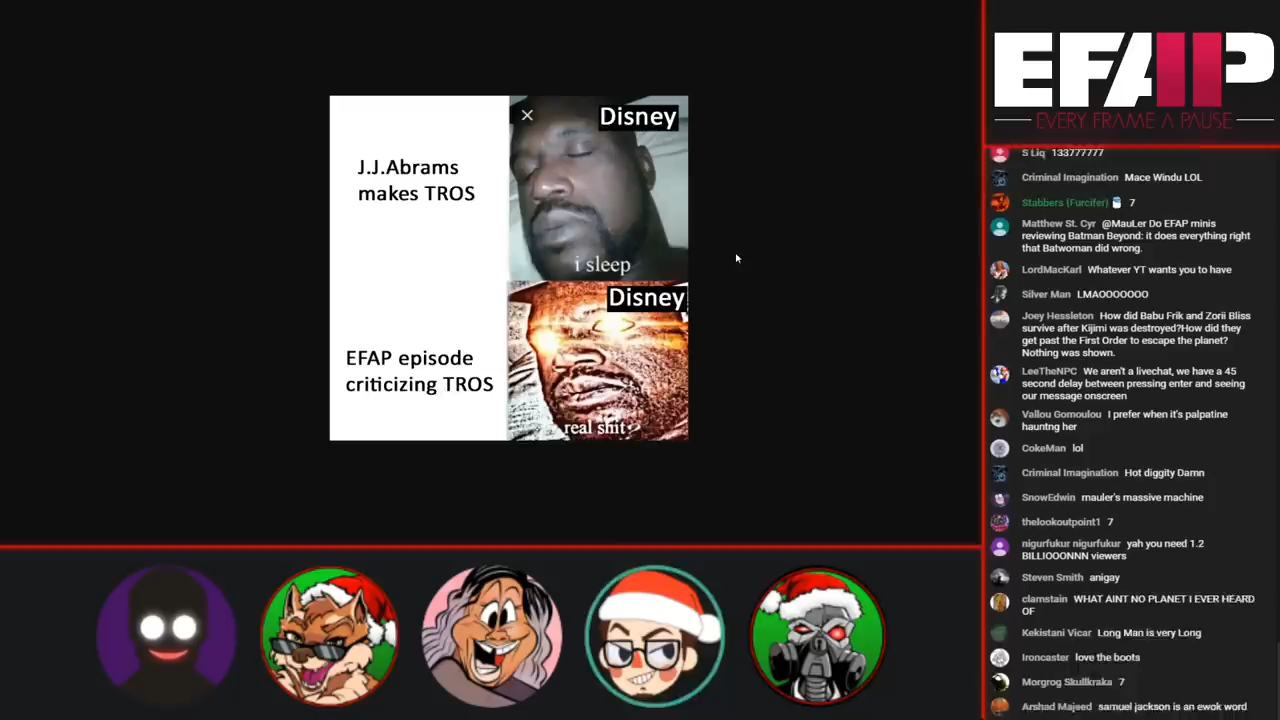 J.J.Abrams
makes TROS
Disney
i sleep
EFAP episode
criticizing TROS
Disney
real shit?
EFAP
EVERY FRAME A PAUSE
S Liq 133777777
Criminal Imagination Mace Windu LOL
Stabbers (Furcifer) 7
Matthew St. Cyr @MauLer Do EFAP minis
reviewing Batman Beyond: it does everything right
that Batwoman did wrong.
LordMacKarl Whatever YT wants you to have
Silver Man LMAOOOOOOO
Joey Hessleton How did Babu Frik and Zorii Bliss
survive after Kijimi was destroyed?How did they
get past the First Order to escape the planet?
Nothing was shown.
LeeTheNPC We aren't a livechat, we have a 45
second delay between pressing enter and seeing
our message onscreen
Vallou Gomoulou I prefer when it's palpatine
hauntng her
CokeMan lol
Criminal Imagination Hot diggity Damn
SnowEdwin mauler's massive machine
thelookoutpoint1 7
nigurfukur nigurfukur yah you need 1.2
BILLIOOONNN viewers
Steven Smith anigay
clamstain WHAT AINT NO PLANET I EVER HEARD
OF
Kekistani Vicar Long Man is very Long
Ironcaster love the boots
Morgrog Skullkraka 7
Arshad Majeed samuel jackson is an ewok word